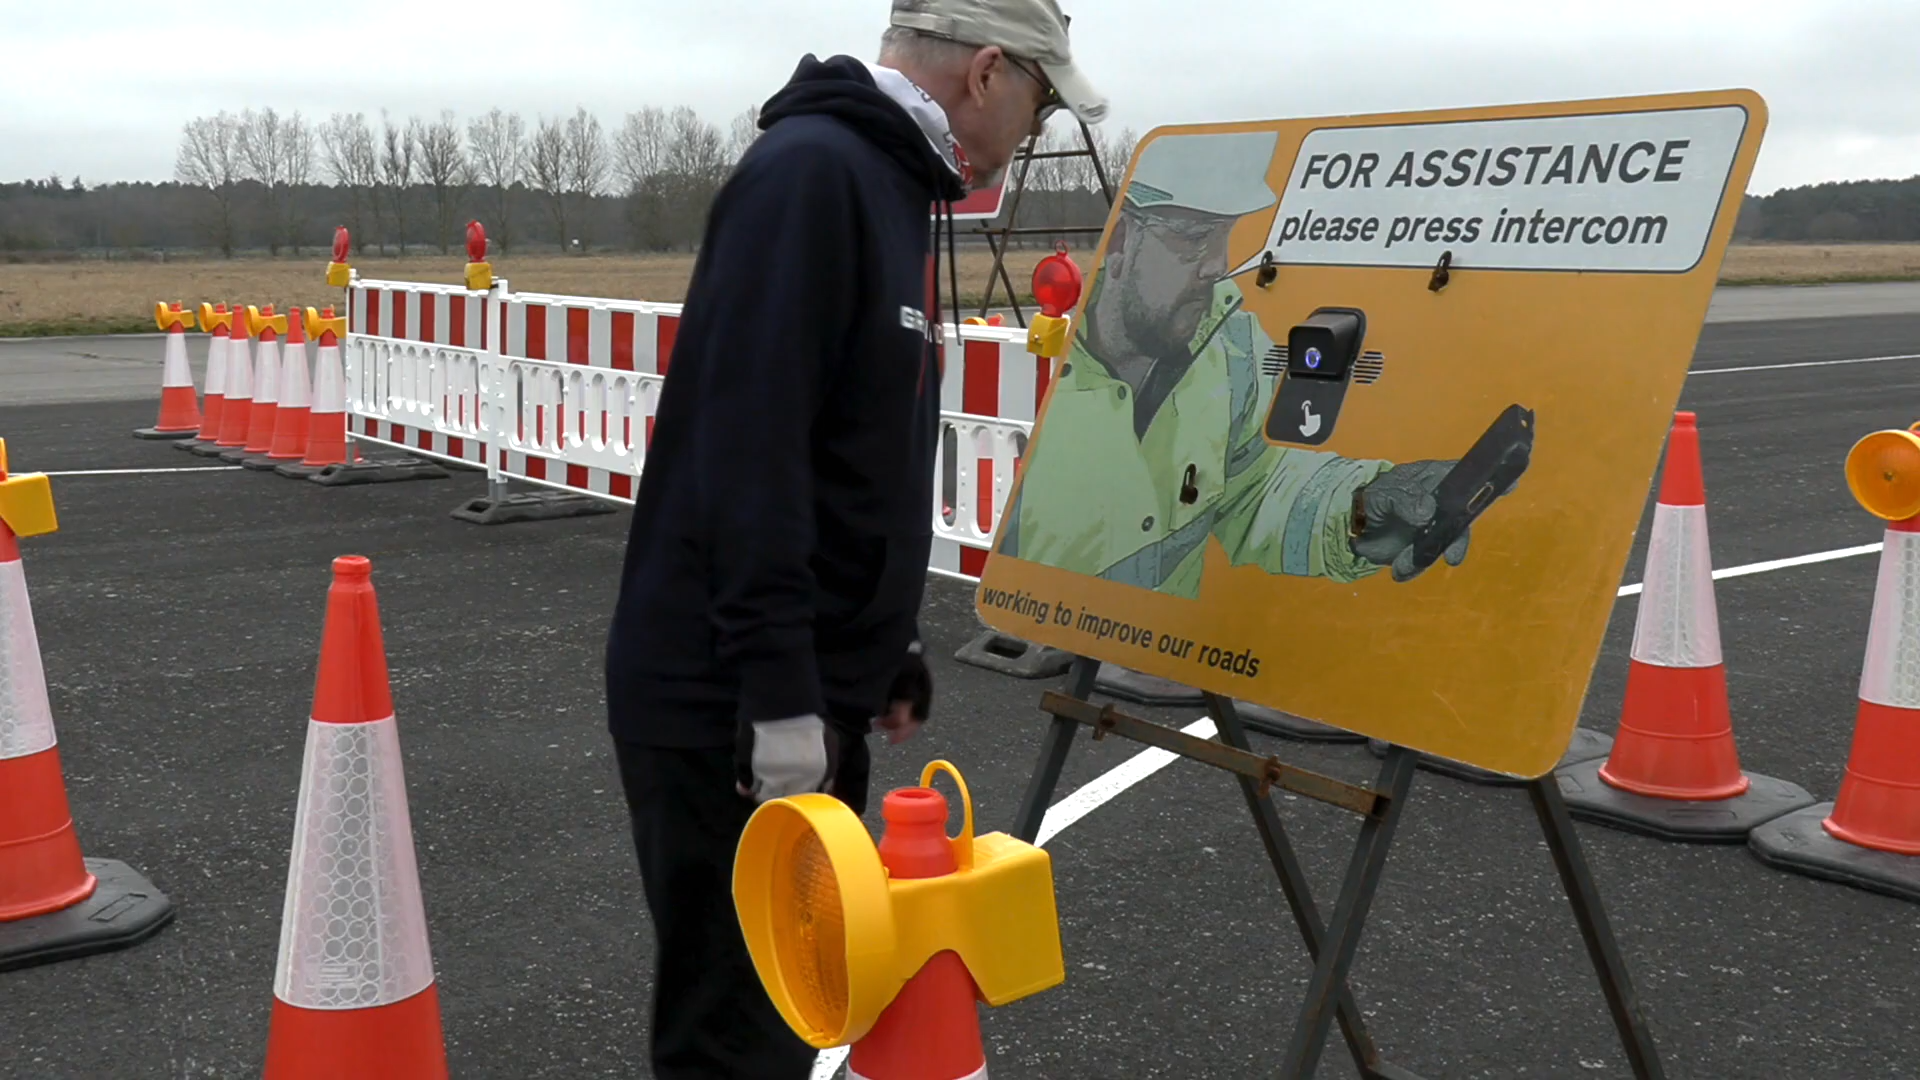 FOR ASSISTANCE
please press intercom
working to improve our roads